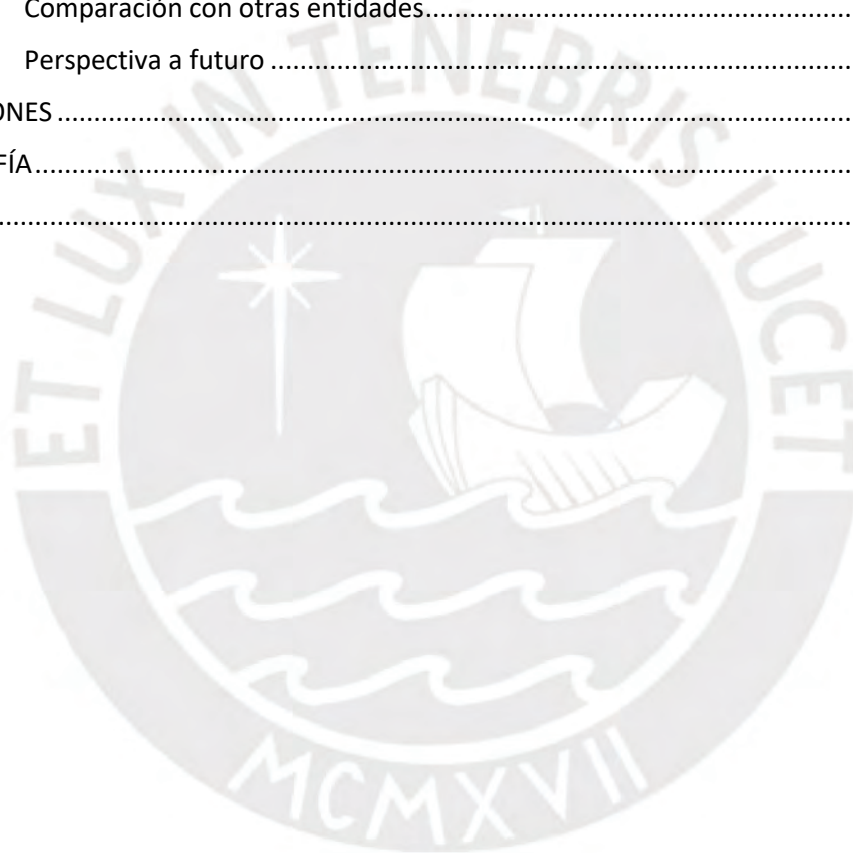 Comparación con otras entidades...............................................................
Perspectiva a futuro .....................................................................................
ONES ...............................................................................................................
FÍA..................................................................................................................
.......................................................................................................................
ET LUX IN TENEBRIS LUCET
MCMXVII